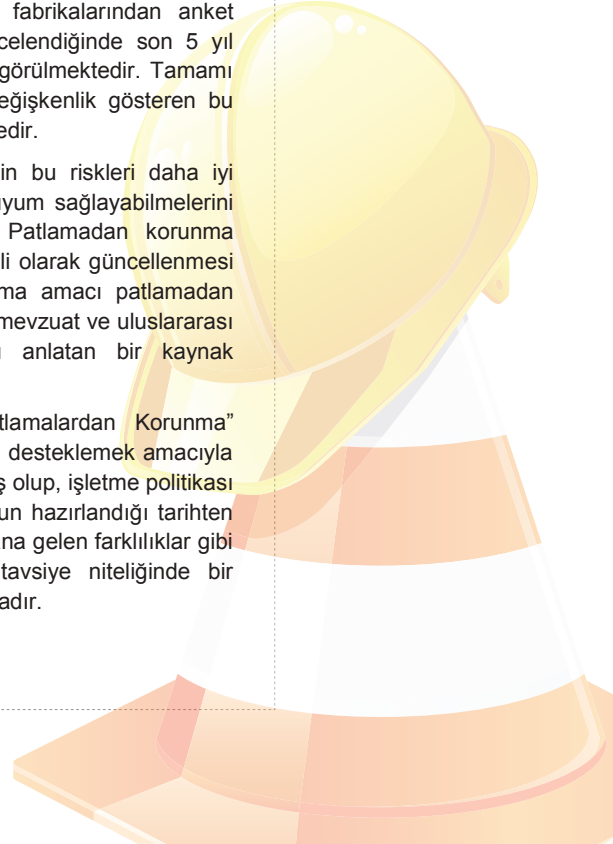 fabrikalarından anket
celendiğinde son 5 yıl
görülmektedir. Tamamı
eğişkenlik gösteren bu
edir.
in bu riskleri daha iyi
uyum sağlayabilmelerini
Patlamadan korunma
li olarak güncellenmesi
ma amacı patlamadan
mevzuat ve uluslararası
anlatan bir kaynak
tlamalardan Korunma”
desteklemek amacıyla
ş olup, işletme politikası
un hazırlandığı tarihten
na gelen farklılıklar gibi
tavsiye niteliğinde bir
adır.